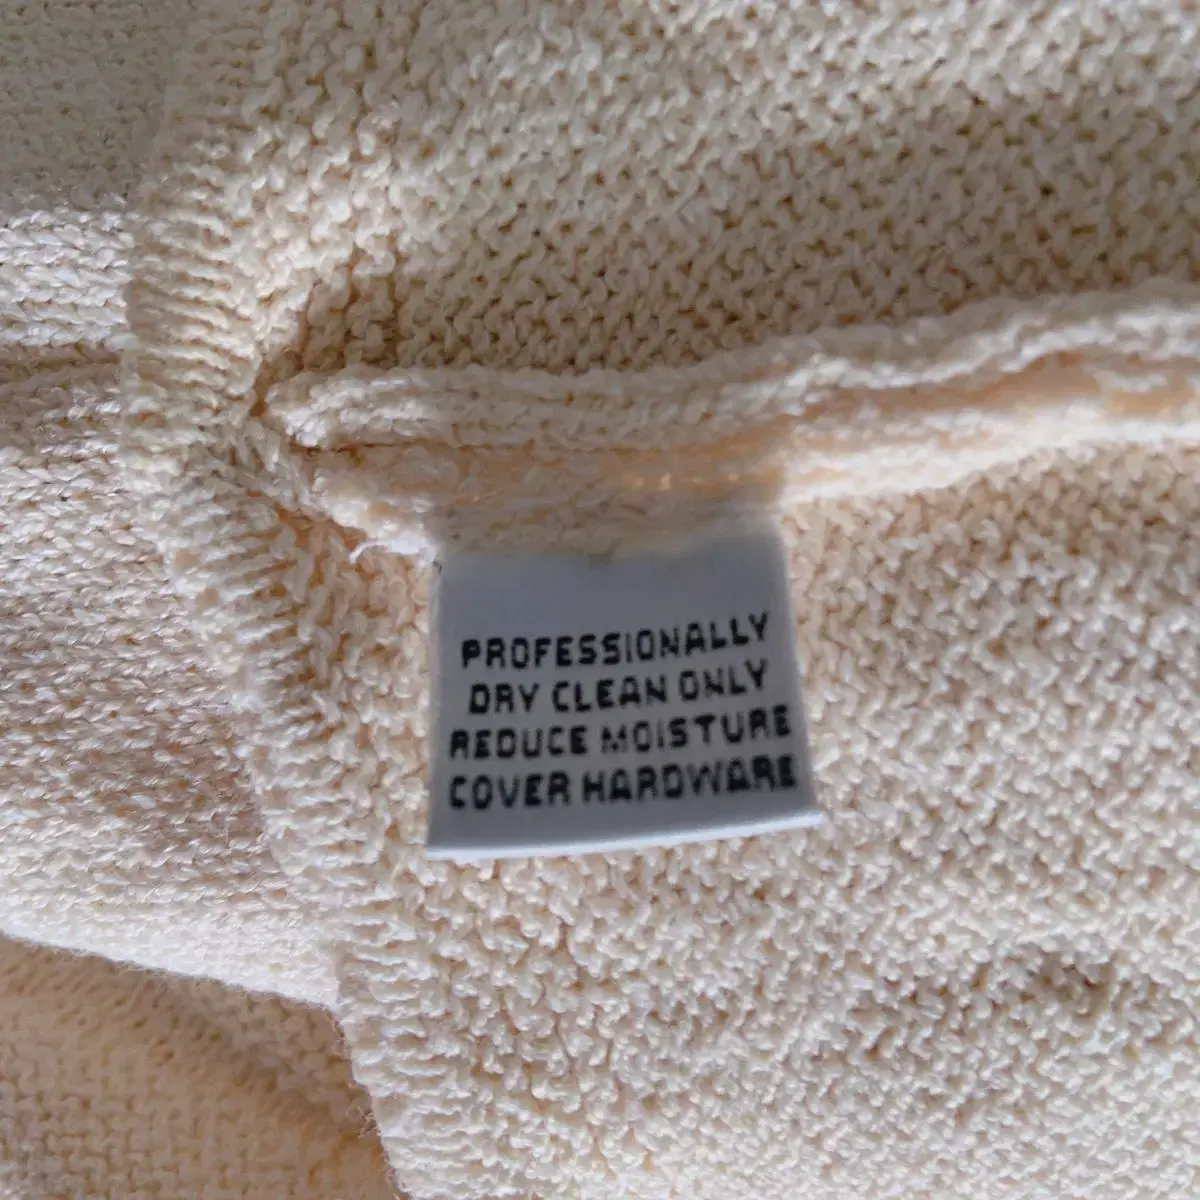 PROFESSIONALLY
DRY CLEAN ONLY
REDUCE MOISTURE
COVER HARDWARE